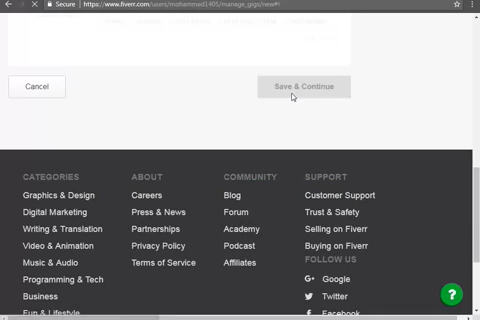 Secure
https://www.fiverr.com/users/mohammed1405/manage_gigs/new#
Cancel
Save & Continue
CATEGORIES
Graphics & Design
Digital Marketing
Writing & Translation
Video & Animation
Music & Audio
Programming & Tech
Business
Fun & Lifestyle
ABOUT
Careers
Press & News
Partnerships
Privacy Policy
Terms of Service
COMMUNITY
Blog
Forum
Academy
Podcast
Affiliates
SUPPORT
Customer Support
Trust & Safety
Selling on Fiverr
Buying on Fiverr
FOLLOW US
Google
Twitter
Facebook
?